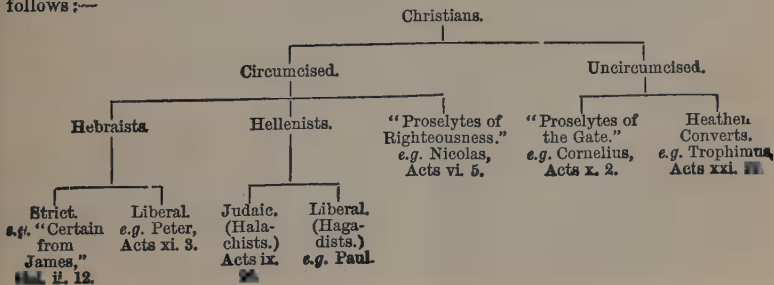 follows :—
Christians.
Circumcised. Uncircumcised.
Hebraists Hellenists. "Proselytes of "Proselytes of Heathen
Righteousness." the Gate." Converts.
e.g. Nicolas, e.g. Cornelius, e.g. Trophimus,
Acts vi. 5. Acts x. 2. Acts xxi.
Strict. Liberal. Judaic. Liberal.
e.g. "Certain e.g. Peter, (Hala- (Haga-
from Acts xi. 3. chists.) dists.)
James," Acts ix. e.g. Paul.
ii. 12.